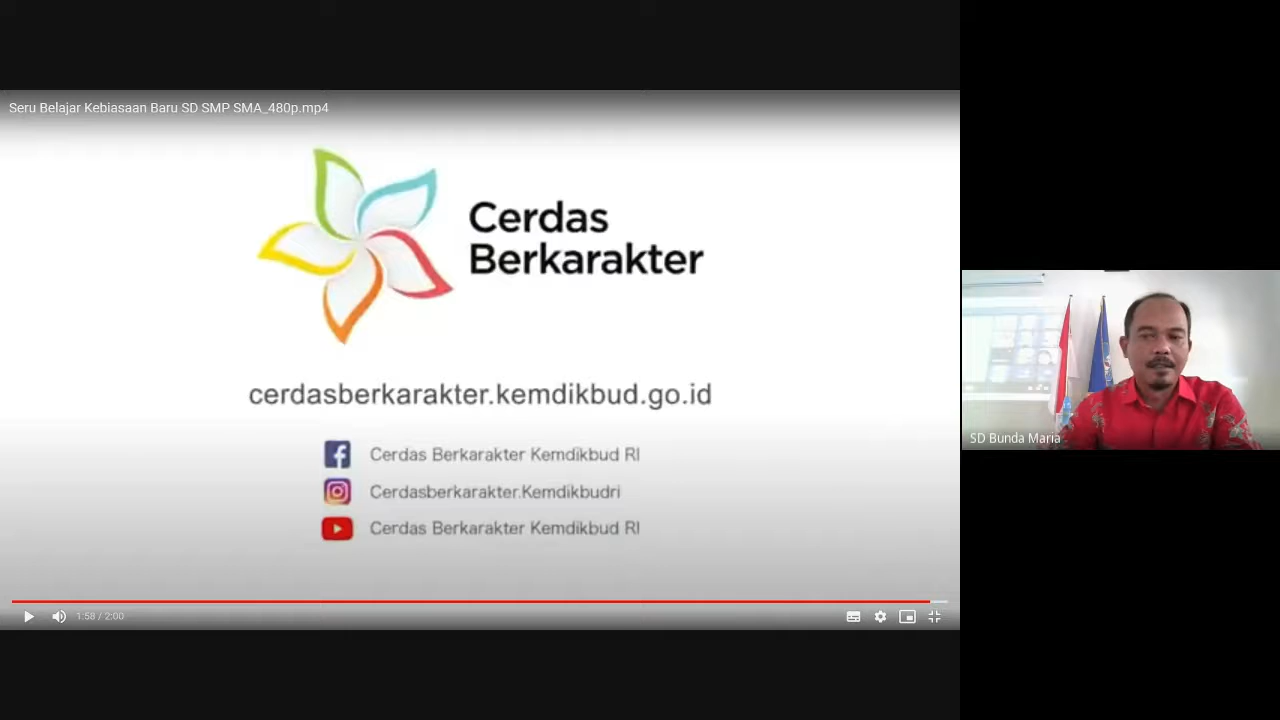 Seru Belajar Kebiasaan Baru SD SMP SMA_480p.mp4
Cerdas
Berkarakter
cerdasberkarakter.kemdikbud.go.id
Cerdas Berkarakter Kemdikbud RI
Cerdasberkarakter.Kemdikbudri
Cerdas Berkarakter Kemdikbud RI
1:58 / 2:00
SD Bunda Maria